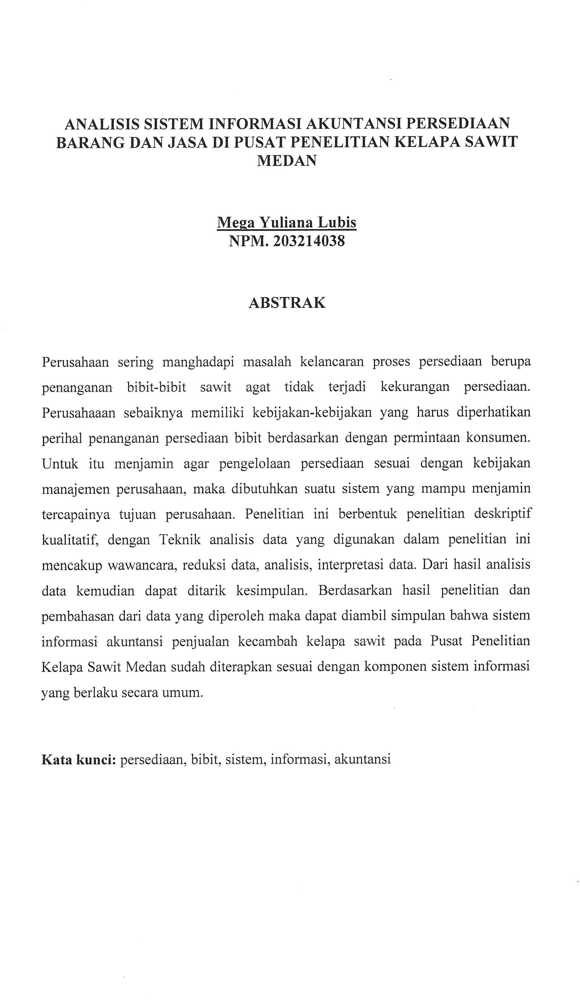 ANALISIS SISTEM INFORMASI AKUNTANSI PERSEDIAAN
BARANG DAN JASA DI PUSAT PENELITIAN KELAPA SAWIT
MEDAN
Mega Yuliana Lubis
NPM. 203214038
ABSTRAK
Perusahaan sering manghadapi masalah kelancaran proses persediaan berupa
penanganan bibit-bibit sawit agat tidak terjadi kekurangan persediaan.
Perusahaaan sebaiknya memiliki kebijakan-kebijakan yang harus diperhatikan
perihal penanganan persediaan bibit berdasarkan dengan permintaan konsumen.
Untuk itu menjamin agar pengelolaan persediaan sesuai dengan kebijakan
manajemen perusahaan, maka dibutuhkan suatu sistem yang mampu menjamin
tercapainya tujuan perusahaan. Penelitian ini berbentuk penelitian deskriptif
kualitatif, dengan Teknik analisis data yang digunakan dalam penelitian ini
mencakup wawancara, reduksi data, analisis, interpretasi data. Dari hasil analisis
data kemudian dapat ditarik kesimpulan. Berdasarkan hasil penelitian dan
pembahasan dari data yang diperoleh maka dapat diambil simpulan bahwa sistem
informasi akuntansi penjualan kecambah kelapa sawit pada Pusat Penelitian
Kelapa Sawit Medan sudah diterapkan sesuai dengan komponen sistem informasi
yang berlaku secara umum.
Kata kunci: persediaan, bibit, sistem, informasi, akuntansi